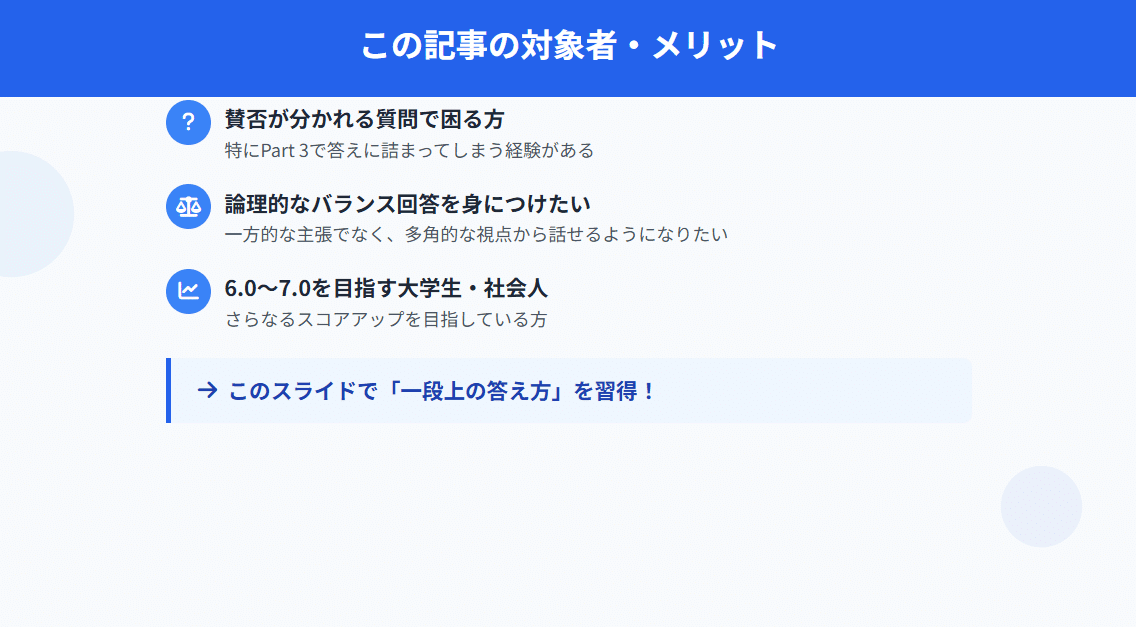 この記事の対象者・メリット
?
賛否が分かれる質問で困る方
特にPart 3で答えに詰まってしまう経験がある
論理的なバランス回答を身につけたい
一方的な主張でなく、多角的な視点から話せるようになりたい
6.0〜7.0を目指す大学生・社会人
さらなるスコアアップを目指している方
→ このスライドで「一段上の答え方」を習得！